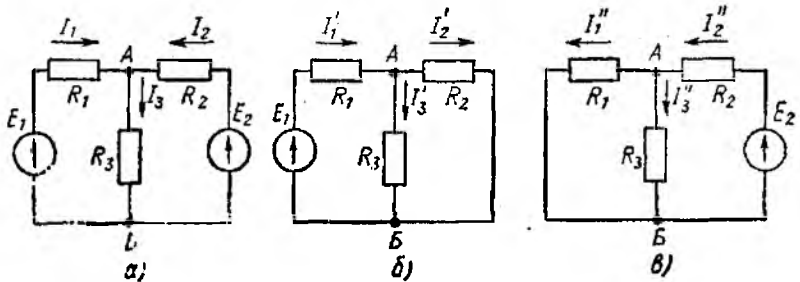 I₁ I₂
A
R₁ I₃ R₂
E₁ E₂
R₃
а)
I₁' I₂'
A
R₁ I₃' R₂
E₁
R₃
Б
б)
I₁'' I₂''
A
R₁ I₃'' R₂
E₂
R₃
Б
в)